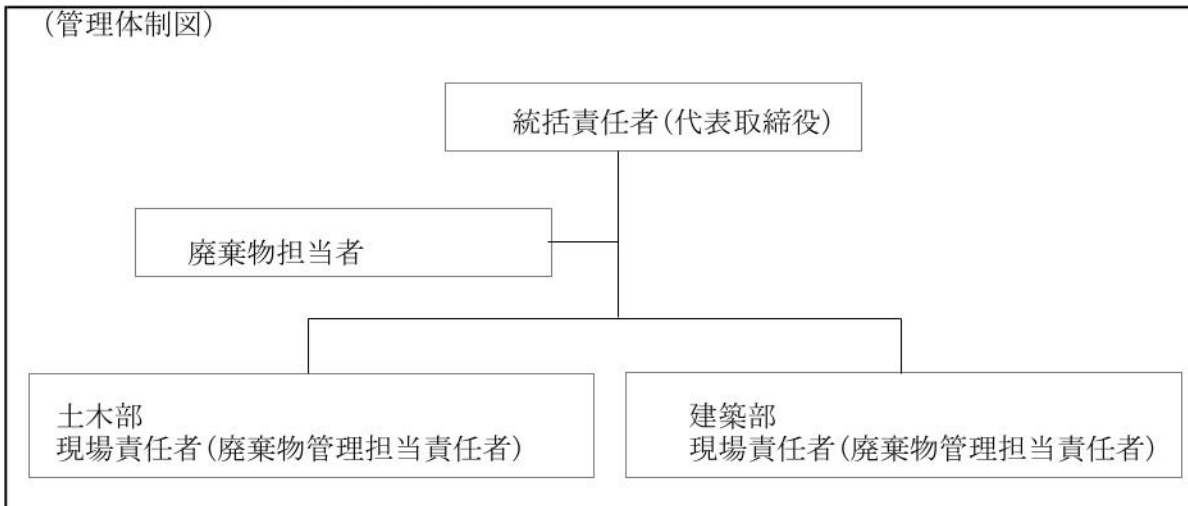 (管理体制図)
統括責任者(代表取締役)
廃棄物担当者
土木部
現場責任者(廃棄物管理担当責任者)
建築部
現場責任者(廃棄物管理担当責任者)